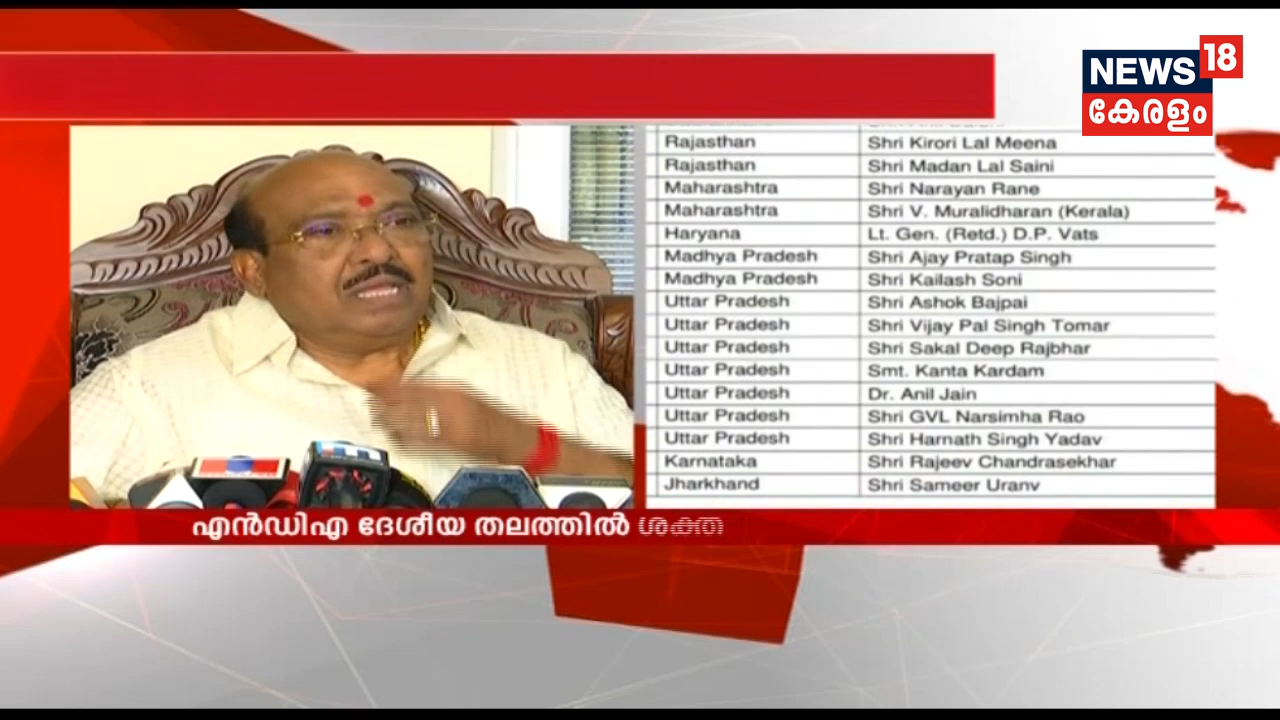 NEWS 18
കേരളം
Rajasthan Shri Kirori Lal Meena
Rajasthan Shri Madan Lal Saini
Maharashtra Shri Narayan Rane
Maharashtra Shri V. Muralidharan (Kerala)
Haryana Lt. Gen. (Retd.) D.P. Vats
Madhya Pradesh Shri Ajay Pratap Singh
Madhya Pradesh Shri Kailash Soni
Uttar Pradesh Shri Ashok Bajpai
Uttar Pradesh Shri Vijay Pal Singh Tomar
Uttar Pradesh Shri Sakal Deep Rajbhar
Uttar Pradesh Smt. Kanta Kardam
Uttar Pradesh Dr. Anil Jain
Uttar Pradesh Shri GVL Narsimha Rao
Uttar Pradesh Shri Harnath Singh Yadav
Karnataka Shri Rajeev Chandrasekhar
Jharkhand Shri Sameer Uranv
എൻഡിഎ ദേശീയ തലത്തിൽ ശക്ത